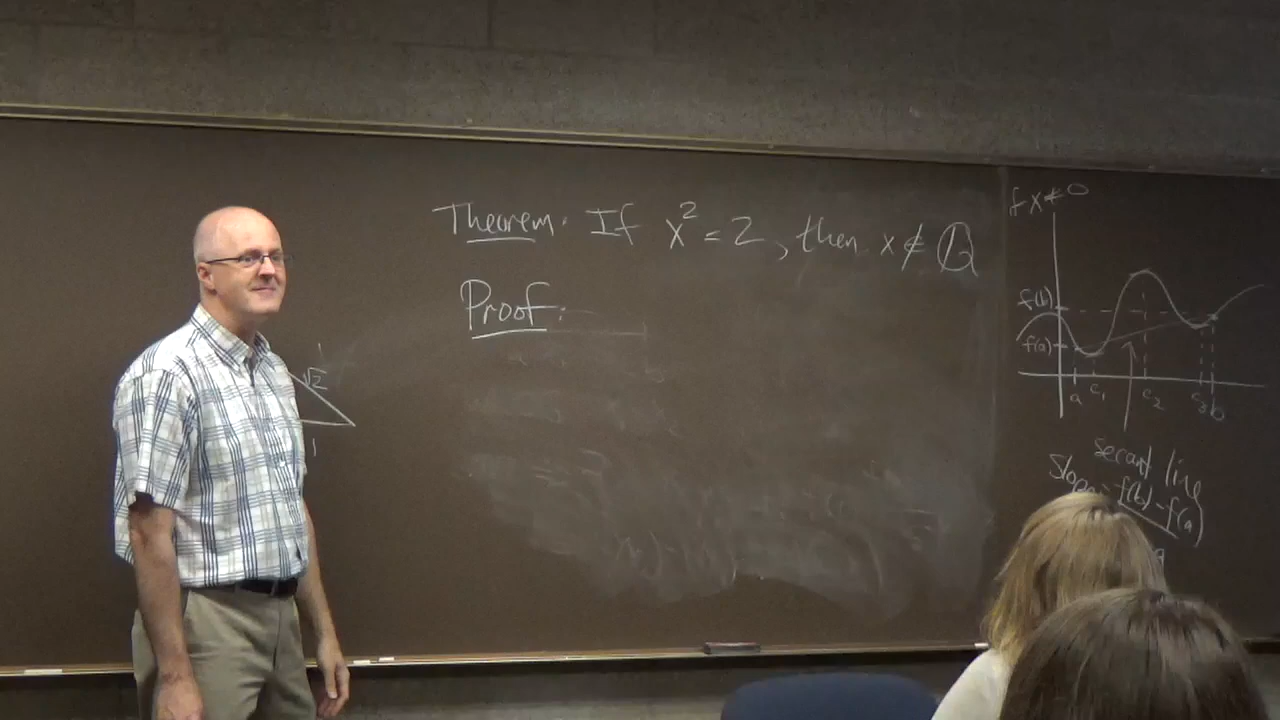 Theorem: If x² = 2, then x ∉ ℚ
Proof:
√2
1
1
f(b)
f(a)
a c₁ c₂ c₃ b
secant line
slope = f(b) - f(a)